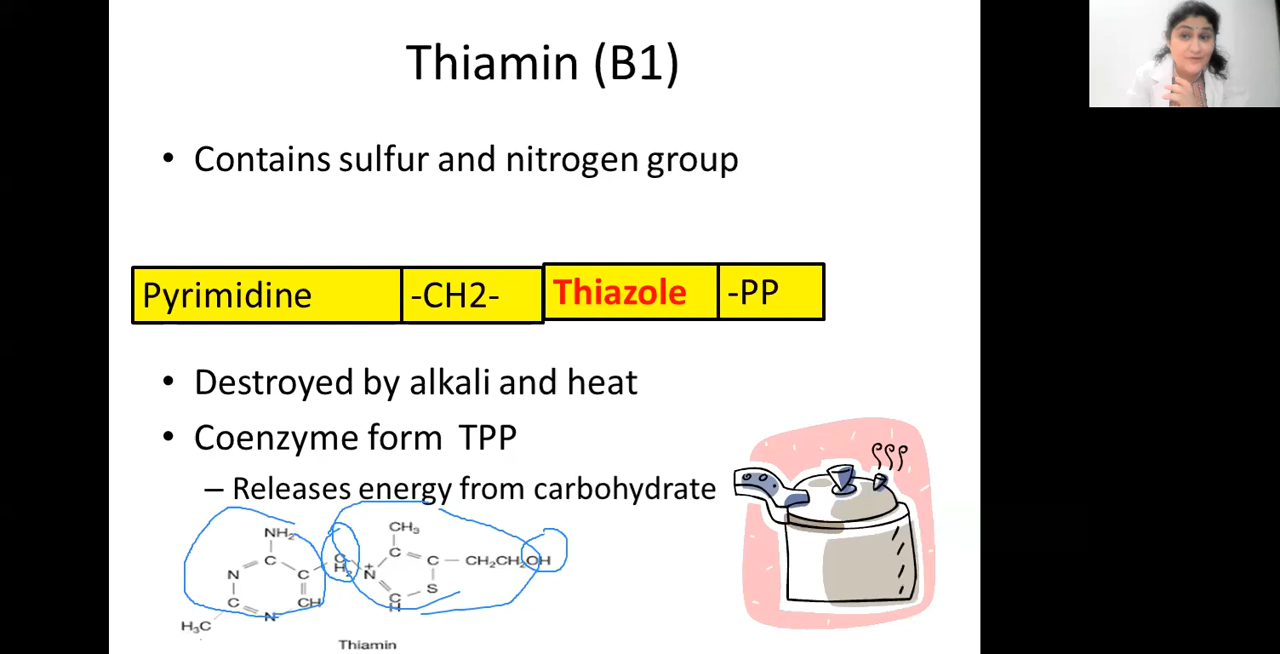 Thiamin (B1)
• Contains sulfur and nitrogen group
Pyrimidine -CH2- Thiazole -PP
• Destroyed by alkali and heat
• Coenzyme form TPP
– Releases energy from carbohydrate
NH₂ CH₃
C C H₂ C C CH₂CH₂OH
N C N⁺
C CH C H S
H₃C N
Thiamin